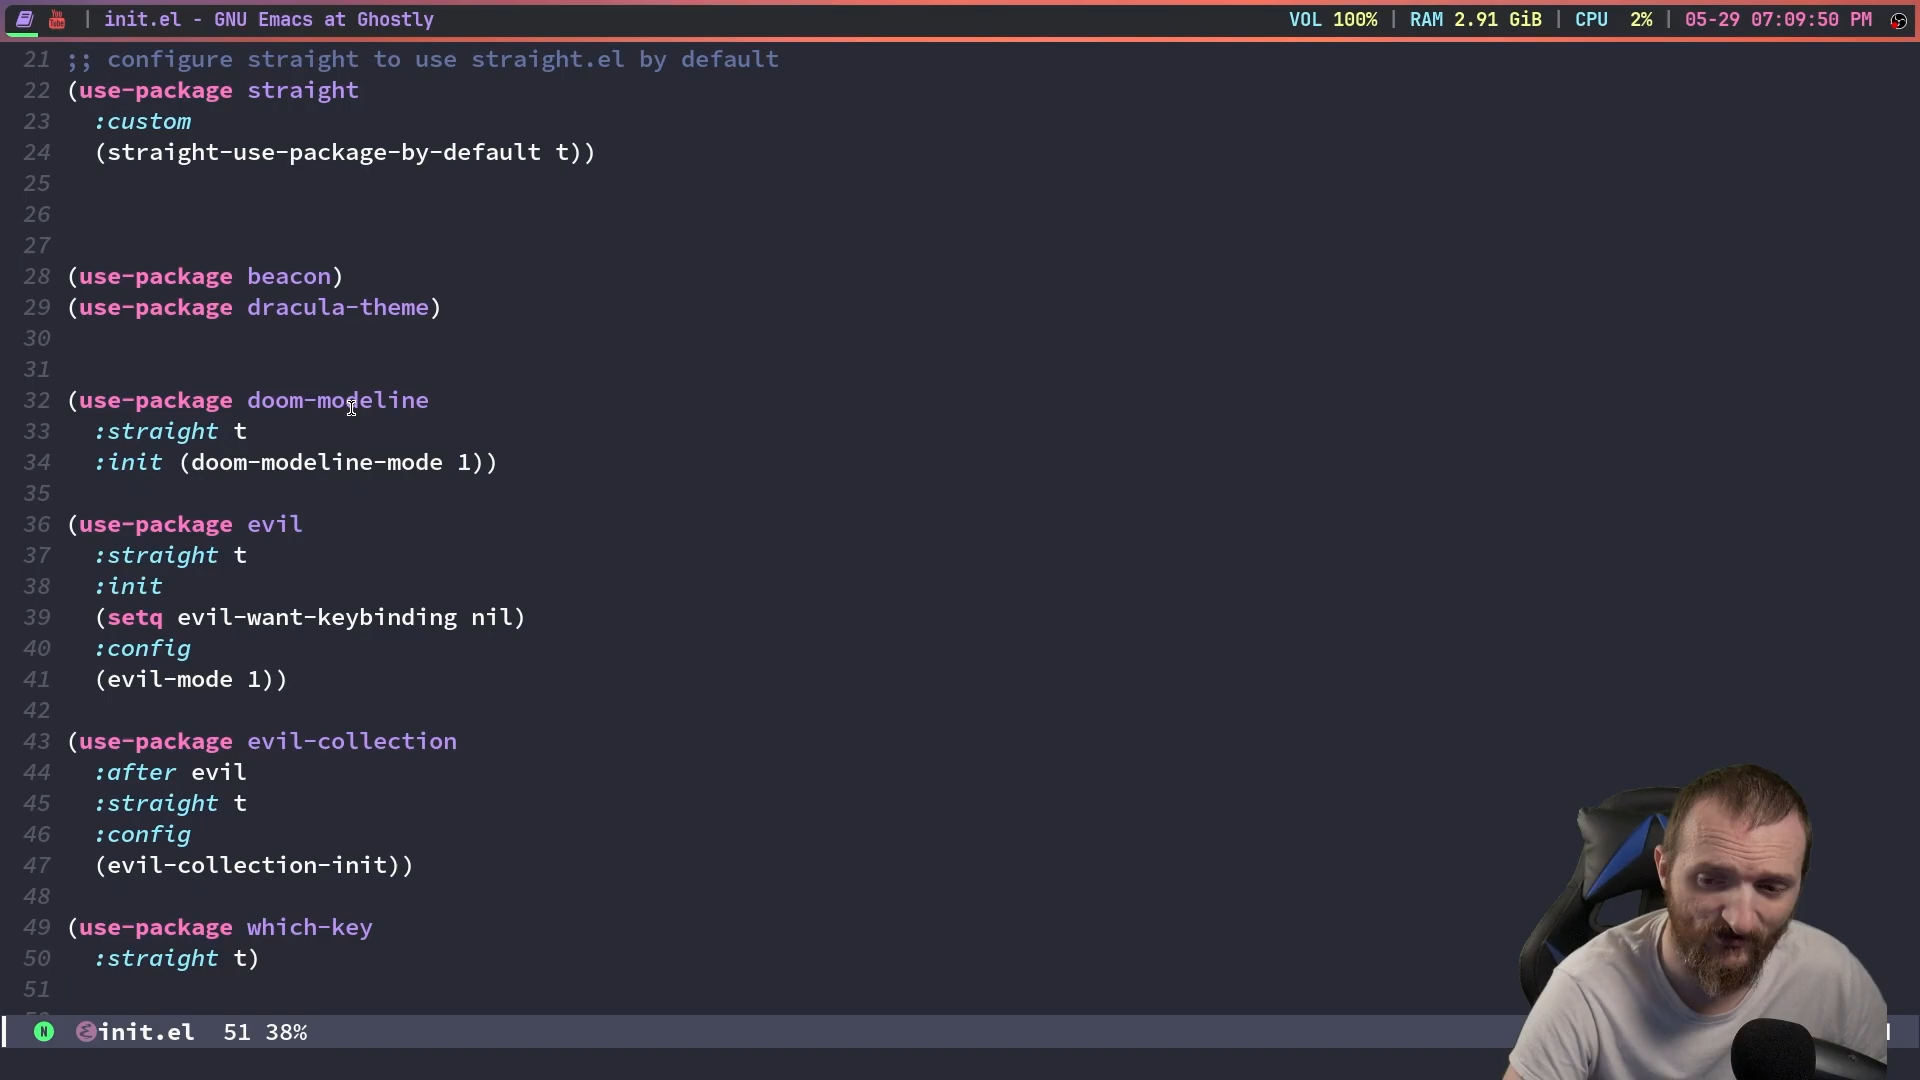 init.el - GNU Emacs at Ghostly
VOL 100% | RAM 2.91 GiB | CPU 2% | 05-29 07:09:50 PM
21 ;; configure straight to use straight.el by default
22 (use-package straight
23 :custom
24 (straight-use-package-by-default t))
25
26
27
28 (use-package beacon)
29 (use-package dracula-theme)
30
31
32 (use-package doom-modeline
33 :straight t
34 :init (doom-modeline-mode 1))
35
36 (use-package evil
37 :straight t
38 :init
39 (setq evil-want-keybinding nil)
40 :config
41 (evil-mode 1))
42
43 (use-package evil-collection
44 :after evil
45 :straight t
46 :config
47 (evil-collection-init))
48
49 (use-package which-key
50 :straight t)
51
N init.el 51 38%